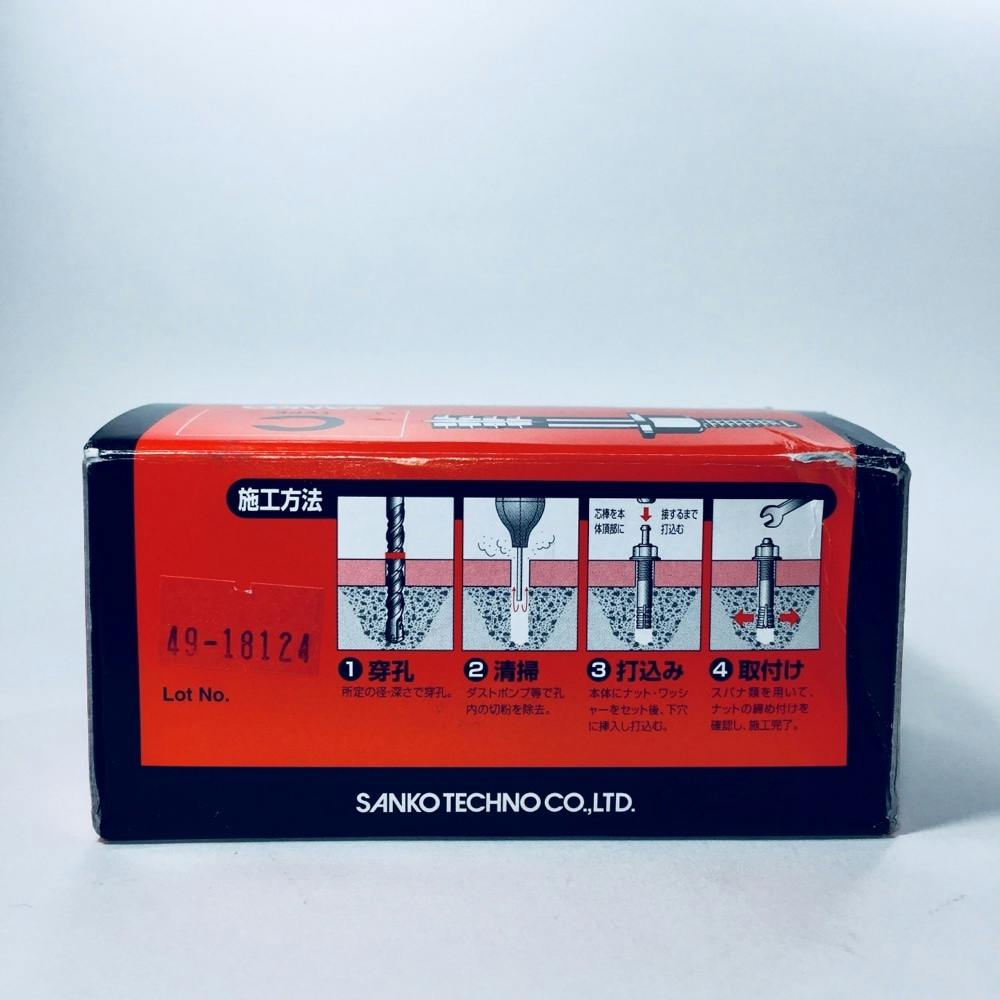 C
TYPE
施工方法
芯棒を本
体頂部に
接するまで
打込む
49-18124
Lot No.
1 穿孔
所定の径・深さで穿孔。
2 清掃
ダストポンプ等で孔
内の切粉を除去。
3 打込み
本体にナット・ワッシ
ャーをセット後、下穴
に挿入し打込む。
4 取付け
スパナ類を用いて、
ナットの締め付けを
確認し、施工完了。
SANKO TECHNO CO.,LTD.